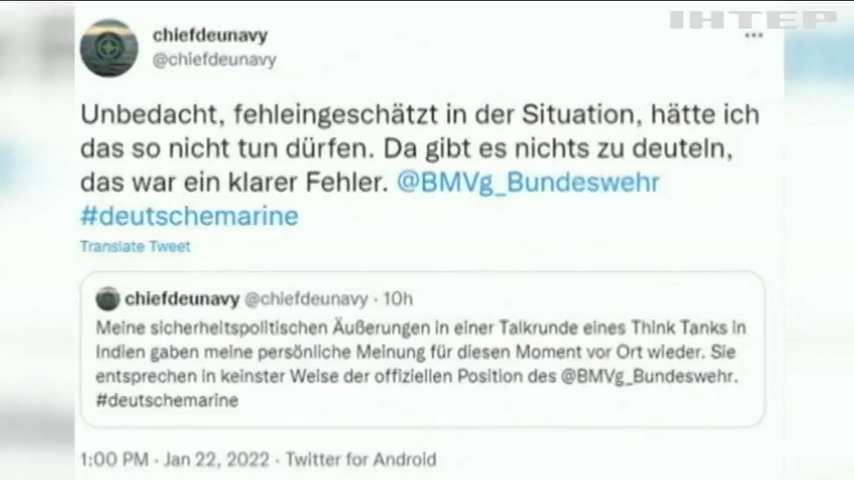 ІНТЕР
chiefdeunavy
@chiefdeunavy
Unbedacht, fehleingeschätzt in der Situation, hätte ich
das so nicht tun dürfen. Da gibt es nichts zu deuteln,
das war ein klarer Fehler. @BMVg_Bundeswehr
#deutschemarine
Translate Tweet
chiefdeunavy @chiefdeunavy · 10h
Meine sicherheitspolitischen Äußerungen in einer Talkrunde eines Think Tanks in
Indien gaben meine persönliche Meinung für diesen Moment vor Ort wieder. Sie
entsprechen in keinster Weise der offiziellen Position des @BMVg_Bundeswehr.
#deutschemarine
1:00 PM · Jan 22, 2022 · Twitter for Android